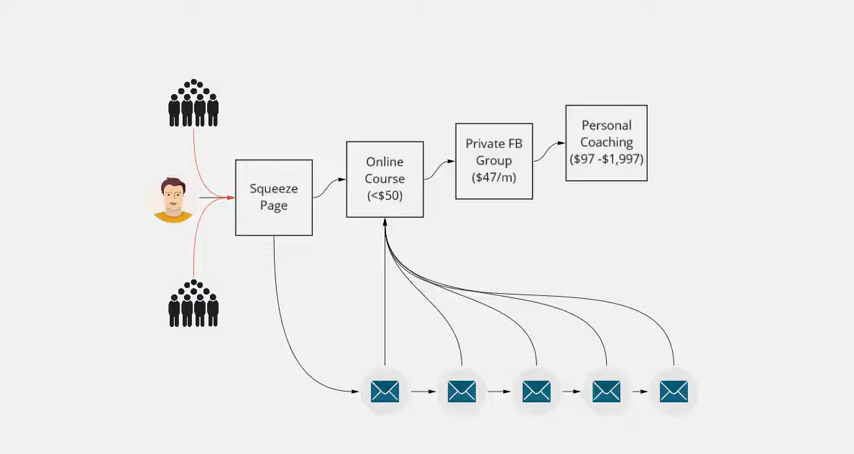 Squeeze
Page
Online
Course
(<$50)
Private FB
Group
($47/m)
Personal
Coaching
($97 -$1,997)